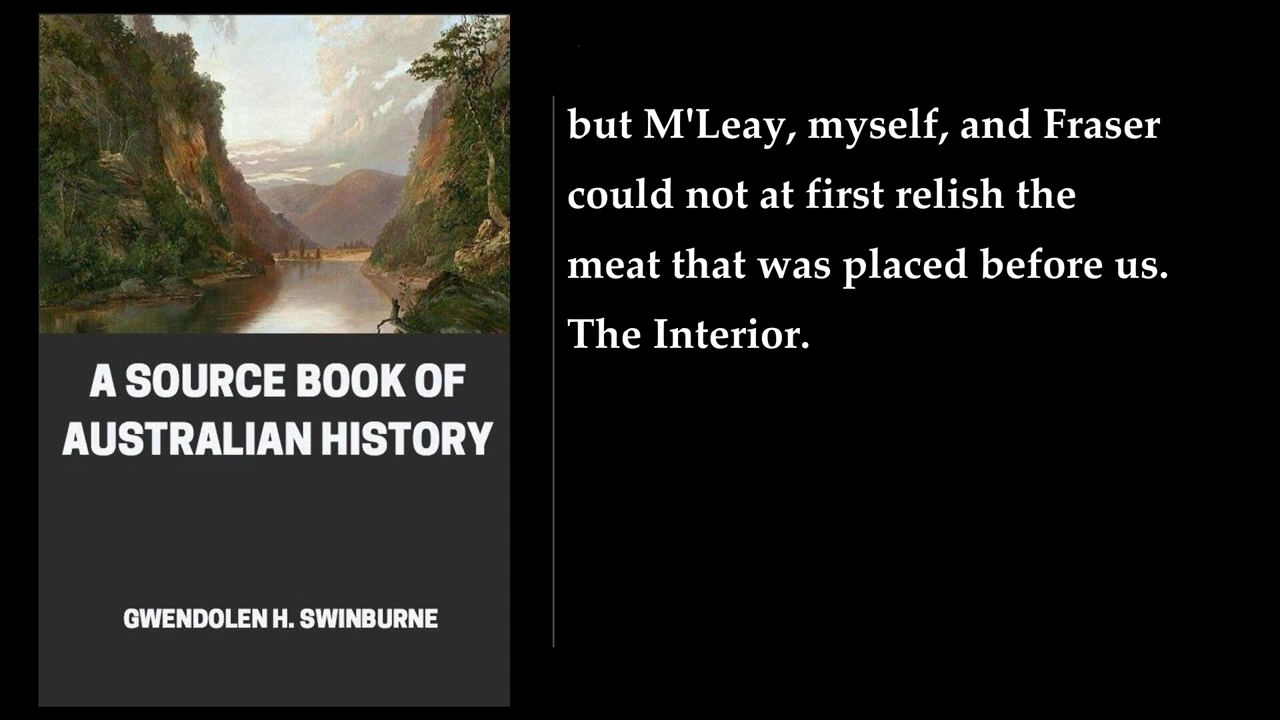 A SOURCE BOOK OF
AUSTRALIAN HISTORY
GWENDOLEN H. SWINBURNE
but M'Leay, myself, and Fraser
could not at first relish the
meat that was placed before us.
The Interior.